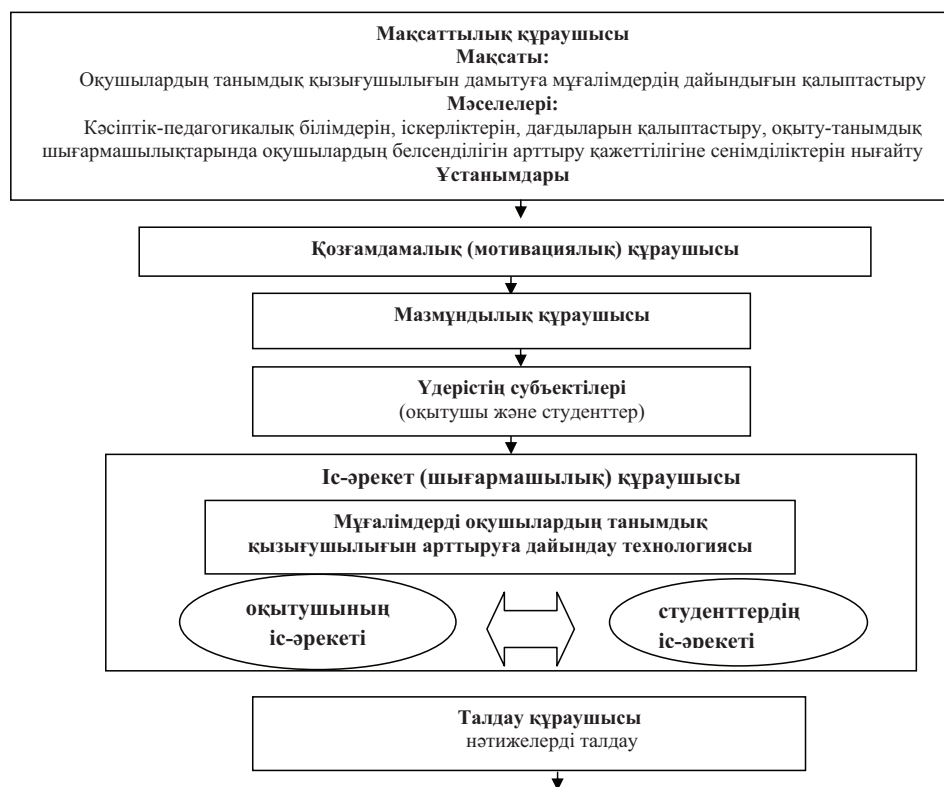 Мақсаттылық құраушысы
Мақсаты:
Оқушылардың танымдық қызығушылығын дамытуға мұғалімдердің дайындығын қалыптастыру
Мәселелері:
Кәсіптік-педагогикалық білімдерін, іскерліктерін, дағдыларын қалыптастыру, оқыту-танымдық
шығармашылықтарында оқушылардың белсенділігін арттыру қажеттілігіне сенімділіктерін нығайту
Ұстанымдары
Қозғамдамалық (мотивациялық) құраушысы
Мазмұндылық құраушысы
Үдерістің субъектілері
(оқытушы және студенттер)
Іс-әрекет (шығармашылық) құраушысы
Мұғалімдерді оқушылардың танымдық
қызығушылығын арттыруға дайындау технологиясы
оқытушының
іс-әрекеті
студенттердің
іс-әрекеті
Талдау құраушысы
нәтижелерді талдау